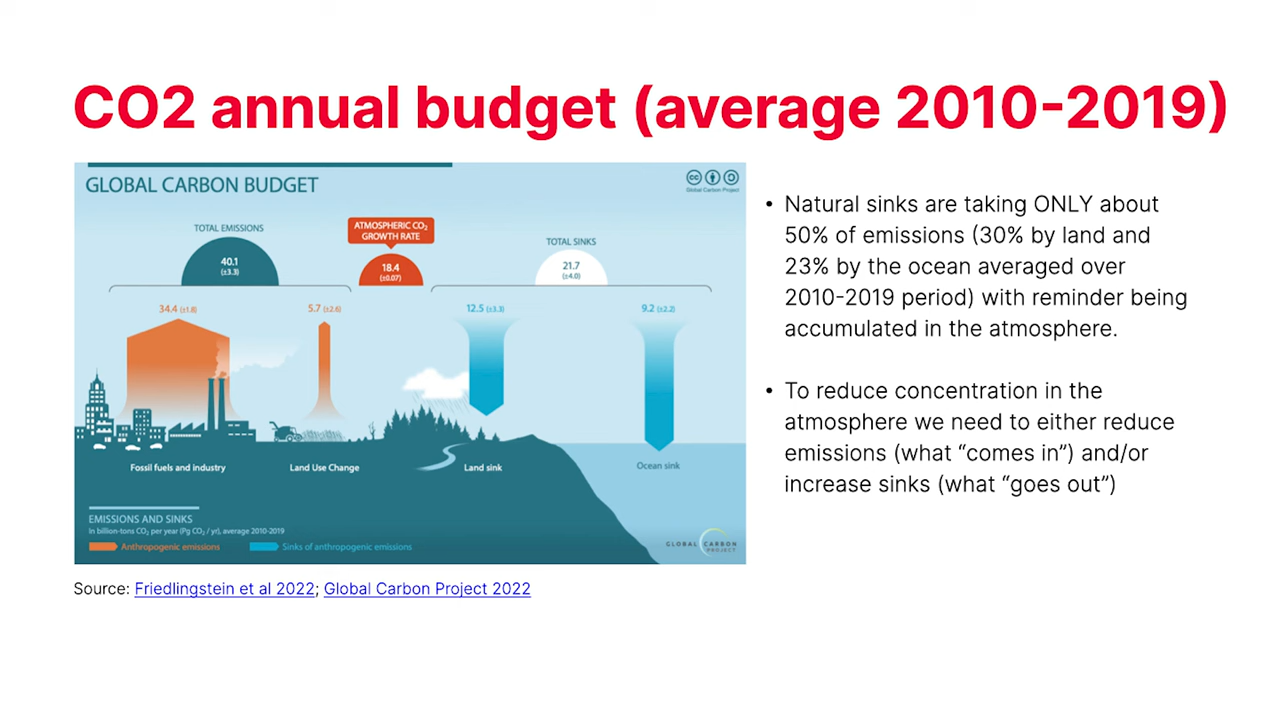 CO2 annual budget (average 2010-2019)
GLOBAL CARBON BUDGET
Global Carbon Project
TOTAL EMISSIONS
40.1
(±3.3)
ATMOSPHERIC CO₂
GROWTH RATE
18.4
(±0.07)
TOTAL SINKS
21.7
(±4.0)
34.4 (±1.8)
5.7 (±2.6)
12.5 (±3.3)
9.2 (±2.2)
Fossil fuels and industry
Land Use Change
Land sink
Ocean sink
EMISSIONS AND SINKS
In billion-tons CO₂ per year (Pg CO₂ / yr), average 2010-2019
Anthropogenic emissions
Sinks of anthropogenic emissions
GLOBAL CARBON
PROJECT
Source: Friedlingstein et al 2022; Global Carbon Project 2022
• Natural sinks are taking ONLY about
50% of emissions (30% by land and
23% by the ocean averaged over
2010-2019 period) with reminder being
accumulated in the atmosphere.
• To reduce concentration in the
atmosphere we need to either reduce
emissions (what “comes in”) and/or
increase sinks (what “goes out”)